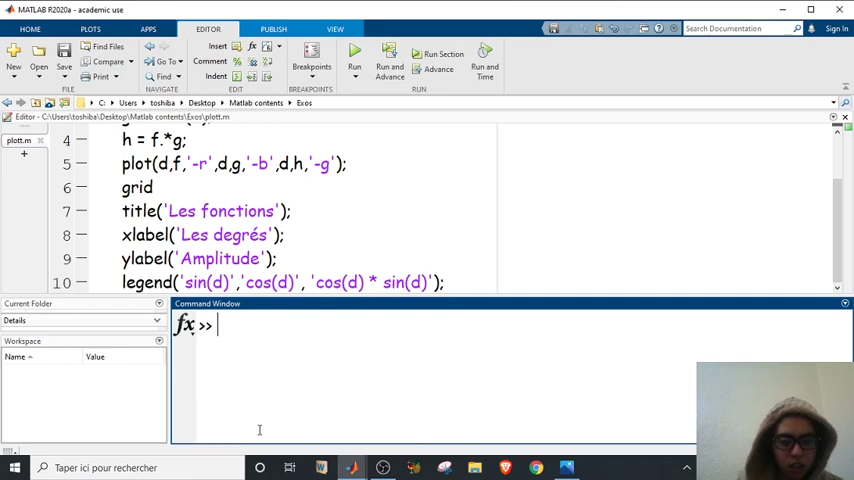 MATLAB R2020a - academic use
HOME PLOTS APPS EDITOR PUBLISH VIEW Search Documentation Sign In
New Open Save Find Files Compare Print Go To Find Insert Comment Indent Breakpoints Run Run and Advance Run Section Advance Run and Time
FILE NAVIGATE EDIT BREAKPOINTS RUN
C: Users toshiba Desktop Matlab contents Exos
Editor - C:\Users\toshiba\Desktop\Matlab contents\Exos\plott.m
plott.m
4 h = f.*g;
5 plot(d,f,'-r',d,g,'-b',d,h,'-g');
6 grid
7 title('Les fonctions');
8 xlabel('Les degrés');
9 ylabel('Amplitude');
10 legend('sin(d)','cos(d)', 'cos(d) * sin(d)');
Current Folder
Details
Workspace
Name Value
Command Window
fx >>
Taper ici pour rechercher